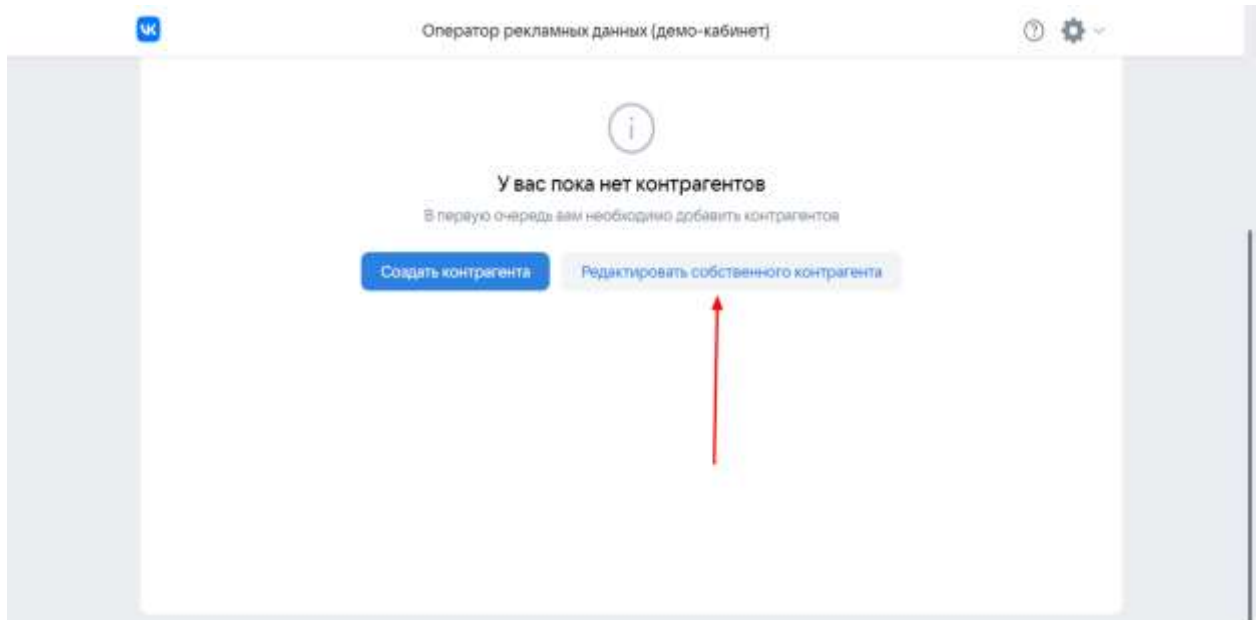 Оператор рекламных данных (демо-кабинет)
У вас пока нет контрагентов
В первую очередь вам необходимо добавить контрагентов
Создать контрагента
Редактировать собственного контрагента